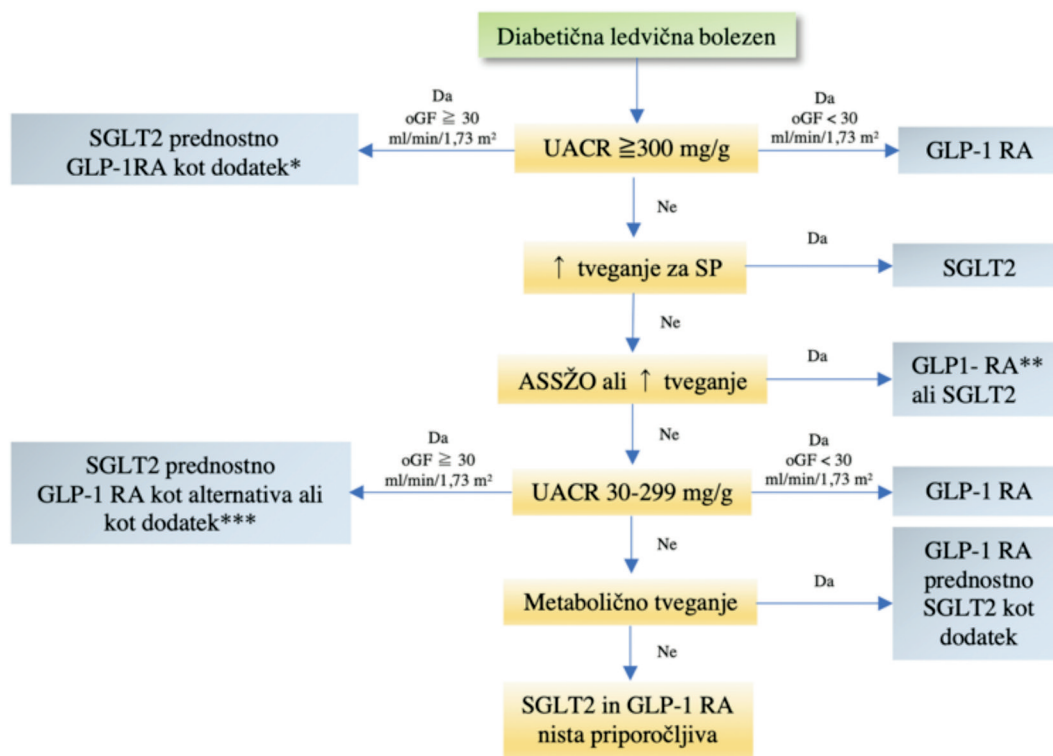 Diabetična ledvična bolezen
Da
oGF ≧ 30
ml/min/1,73 m²
Da
oGF < 30
ml/min/1,73 m²
SGLT2 prednostno
GLP-1RA kot dodatek*
UACR ≧300 mg/g
GLP-1 RA
Ne
↑ tveganje za SP
Da
SGLT2
Ne
ASSŽO ali ↑ tveganje
Da
GLP1- RA**
ali SGLT2
Ne
Da
oGF ≧ 30
ml/min/1,73 m²
Da
oGF < 30
ml/min/1,73 m²
SGLT2 prednostno
GLP-1 RA kot alternativa ali
kot dodatek***
UACR 30-299 mg/g
GLP-1 RA
Ne
Metabolično tveganje
Da
GLP-1 RA
prednostno
SGLT2 kot
dodatek
Ne
SGLT2 in GLP-1 RA
nista priporočljiva